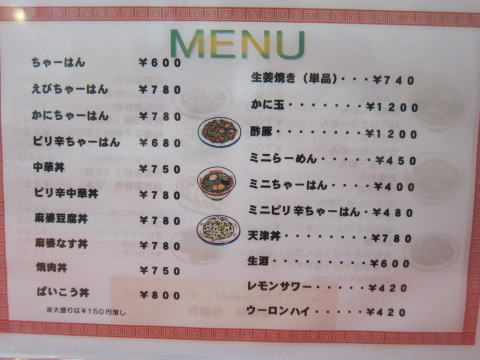 MENU
ちゃーはん ￥600
えびちゃーはん ￥780
かにちゃーはん ￥780
ピリ辛ちゃーはん ￥680
中華丼 ￥750
ピリ辛中華丼 ￥780
麻婆豆腐丼 ￥780
麻婆なす丼 ￥780
焼肉丼 ￥750
ぱいこう丼 ￥800
※大盛りは￥150円増し
生姜焼き（単品）・・・￥740
かに玉・・・・・・・・￥1200
酢豚・・・・・・・・・￥1200
ミニらーめん・・・・・￥450
ミニちゃーはん・・・・￥400
ミニピリ辛ちゃーはん・￥480
天津丼・・・・・・・・￥780
生酒・・・・・・・・・￥600
レモンサワー・・・・・￥420
ウーロンハイ・・・・・￥420